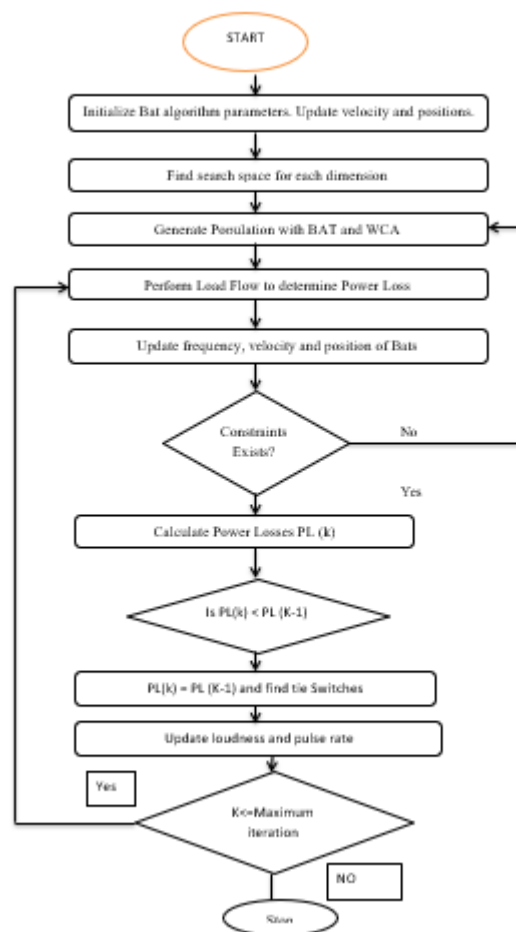 START
Initialize Bat algorithm parameters. Update velocity and positions.
Find search space for each dimension
Generate Population with BAT and WCA
Perform Load Flow to determine Power Loss
Update frequency, velocity and position of Bats
Constraints
Exists?
No
Yes
Calculate Power Losses PL (k)
Is PL(k) < PL (K-1)
PL(k) = PL (K-1) and find tie Switches
Update loudness and pulse rate
Yes
K<=Maximum
iteration
NO
Stop